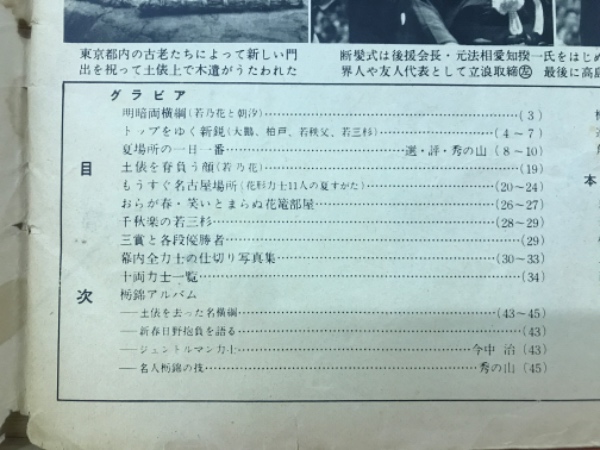 東京都内の古老たちによって新しい門
出を祝って土俵上で木遣がうたわれた
断髪式は後援会長・元法相愛知揆一氏をはじめ
界人や友人代表として立浪取締㊧ 最後に高島
グラビア
目次
明暗両横綱(若乃花と朝汐)……(3)
トップをゆく新鋭(大鵬、柏戸、若秩父、若三杉)……(4〜7)
夏場所の一日一番……選・評・秀の山(8〜10)
土俵を背負う顔(若乃花)……(19)
もうすぐ名古屋場所(花形力士11人の夏すがた)……(20〜24)
おらが春・笑いとまらぬ花籠部屋……(26〜27)
千秋楽の若三杉……(28〜29)
三賞と各段優勝者……(29)
幕内全力士の仕切り写真集……(30〜33)
十両力士一覧……(34)
栃錦アルバム
──土俵を去った名横綱……(43〜45)
──新春日野抱負を語る……(43)
──ジェントルマン力士……今中 治(43)
──名人栃錦の技……秀の山(45)
本